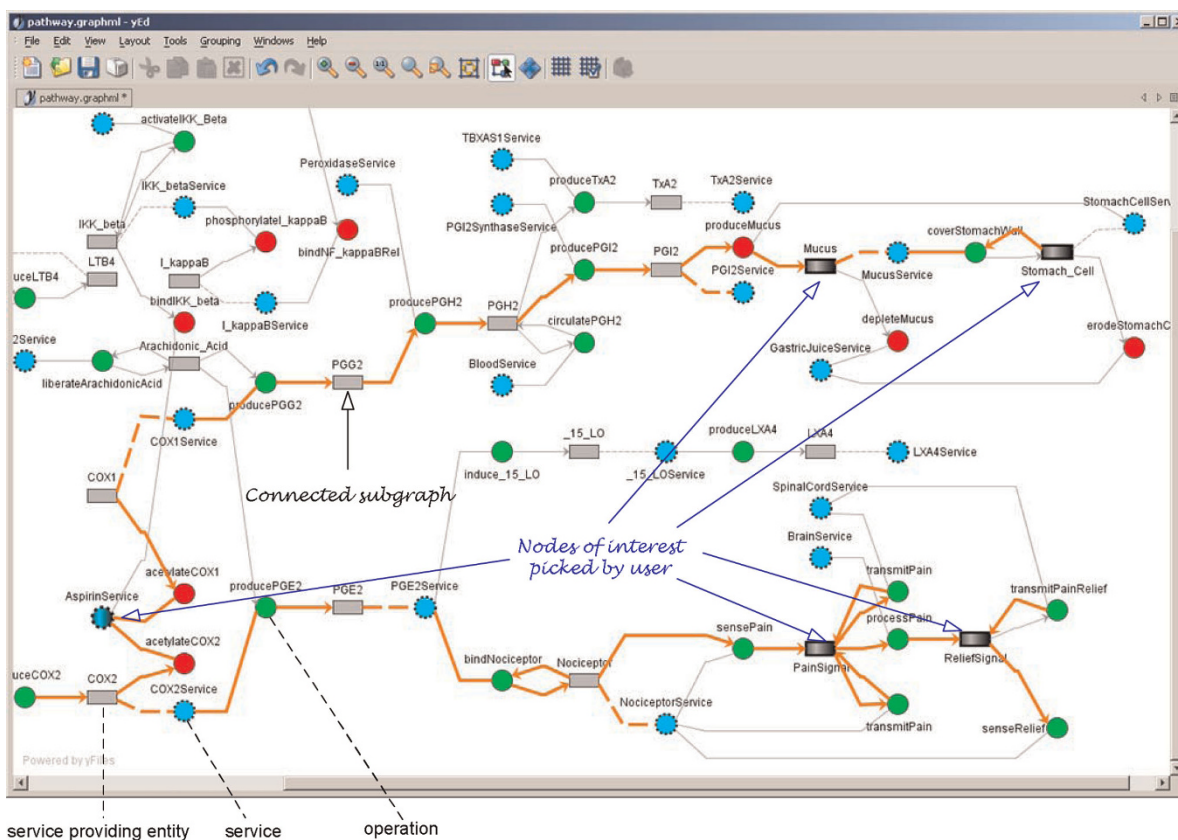 pathway.graphml - yEd
File Edit View Layout Tools Grouping Windows Help
pathway.graphml *
activateIKK_Beta
TBXAS1Service
PeroxidaseService
produceTxA2
TxA2
TxA2Service
IKK_betaService
StomachCellServ
phosphorylateI_kappaB
PGI2SynthaseService
produceMucus
IKK_beta
bindNF_kappaBRel
producePGI2
PGI2
Mucus
coverStomachWall
LTB4
I_kappaB
PGI2Service
MucusService
Stomach_Cell
uceLTB4
bindIKK_beta
producePGH2
PGH2
I_kappaBService
circulatePGH2
depleteMucus
2Service
Arachidonic_Acid
erodeStomachC
PGG2
BloodService
GastricJuiceService
liberateArachidonicAcid
producePGG2
COX1Service
_15_LO
produceLXA4
LXA4
COX1
induce_15_LO
_15_LOService
LXA4Service
Connected subgraph
SpinalCordService
Nodes of interest
picked by user
BrainService
acetylateCOX1
transmitPain
AspirinService
producePGE2
PGE2
PGE2Service
transmitPainRelief
acetylateCOX2
sensePain
processPain
bindNociceptor
Nociceptor
PainSignal
ReliefSignal
uceCOX2
COX2
COX2Service
NociceptorService
transmitPain
senseRelief
Powered by yFiles
service providing entity
service
operation